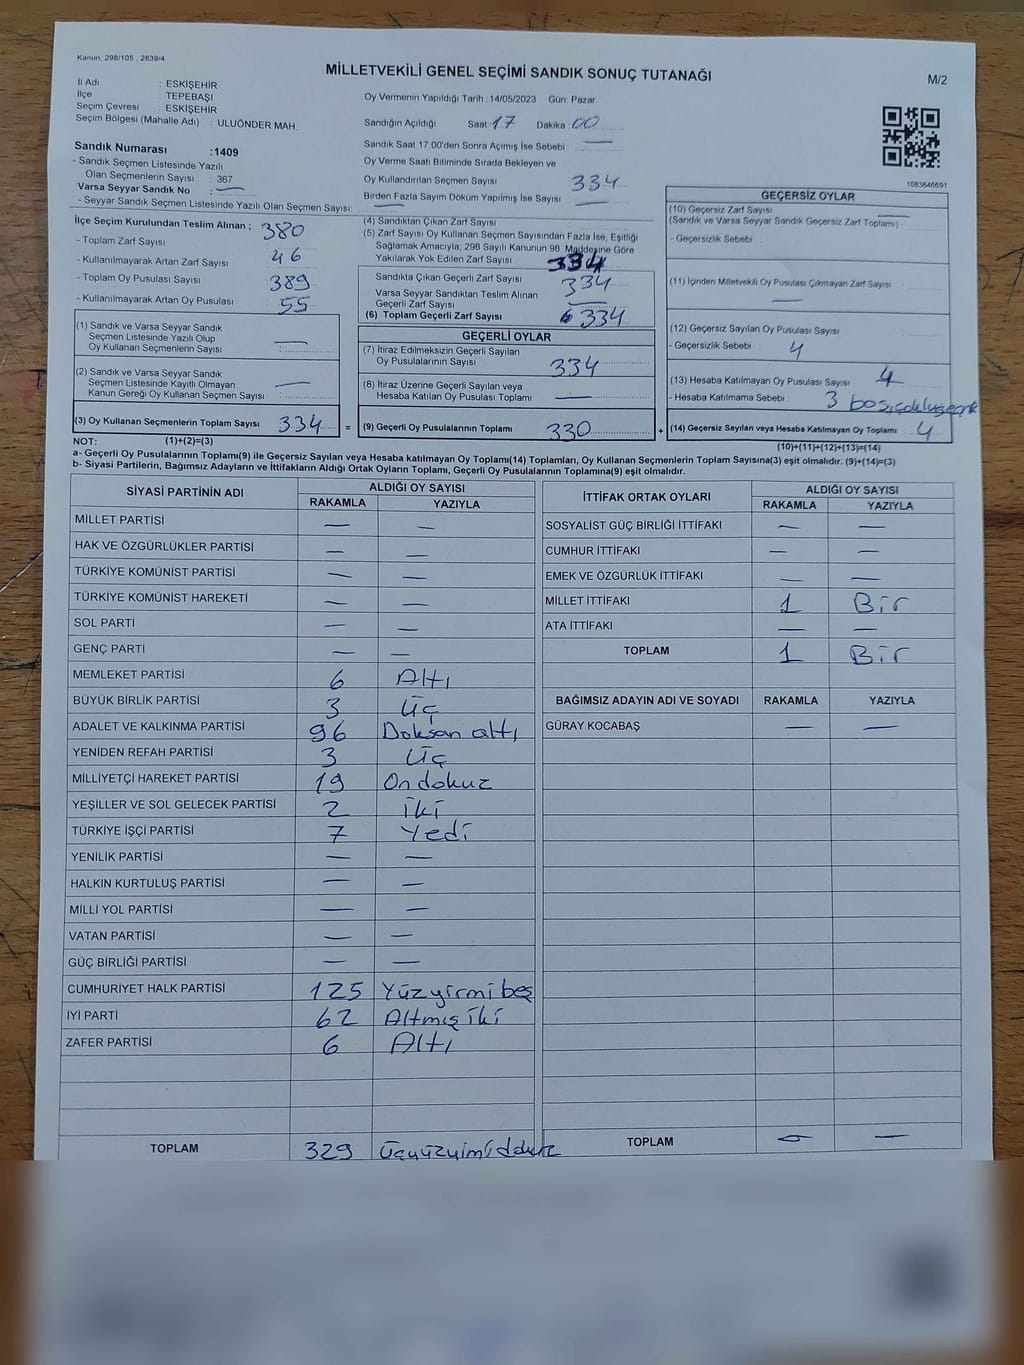 Kanun; 298/105 , 2839/4
MİLLETVEKİLİ GENEL SEÇİMİ SANDIK SONUÇ TUTANAĞI
M/2
İl Adı : ESKİŞEHİR
İlçe : TEPEBAŞI
Seçim Çevresi : ESKİŞEHİR
Seçim Bölgesi (Mahalle Adı) : ULUÖNDER MAH.
Oy Vermenin Yapıldığı Tarih : 14/05/2023 Gün: Pazar
Sandığın Açıldığı Saat: 17 Dakika : 00
Sandık Saat 17:00'den Sonra Açımış İse Sebebi : —
Oy Verme Saati Bitiminde Sırada Bekleyen ve
Oy Kullandırılan Seçmen Sayısı 334
Birden Fazla Sayım Döküm Yapılmış İse Sayısı : —
Sandık Numarası : 1409
- Sandık Seçmen Listesinde Yazılı
Olan Seçmenlerin Sayısı : 367
Varsa Seyyar Sandık No : —
- Seyyar Sandık Seçmen Listesinde Yazılı Olan Seçmen Sayısı: —
1083646691
İlçe Seçim Kurulundan Teslim Alınan ; 380
- Toplam Zarf Sayısı
- Kullanılmayarak Artan Zarf Sayısı : 46
- Toplam Oy Pusulası Sayısı : 389
- Kullanılmayarak Artan Oy Pusulası : 55
(1) Sandık ve Varsa Seyyar Sandık
Seçmen Listesinde Yazılı Olup
Oy Kullanan Seçmenlerin Sayısı : —
(2) Sandık ve Varsa Seyyar Sandık
Seçmen Listesinde Kayıtlı Olmayan
Kanun Gereği Oy Kullanan Seçmen Sayısı : —
(3) Oy Kullanan Seçmenlerin Toplam Sayısı : 334 =
(4) Sandıktan Çıkan Zarf Sayısı :
(5) Zarf Sayısı Oy Kullanan Seçmen Sayısından Fazla İse, Eşitliği
Sağlamak Amacıyla, 298 Sayılı Kanunun 98. Maddesine Göre
Yakılarak Yok Edilen Zarf Sayısı : 334
Sandıkta Çıkan Geçerli Zarf Sayısı : 334
Varsa Seyyar Sandıktan Teslim Alınan
Geçerli Zarf Sayısı : —
(6) Toplam Geçerli Zarf Sayısı : 334
GEÇERLİ OYLAR
(7) İtiraz Edilmeksizin Geçerli Sayılan
Oy Pusulalarının Sayısı : 334
(8) İtiraz Üzerine Geçerli Sayılan veya
Hesaba Katılan Oy Pusulası Toplamı : —
(9) Geçerli Oy Pusulalarının Toplamı : 330 +
GEÇERSİZ OYLAR
(10) Geçersiz Zarf Sayısı : —
(Sandık ve Varsa Seyyar Sandık Geçersiz Zarf Toplamı) :
- Geçersizlik Sebebi :
(11) İçinden Milletvekili Oy Pusulası Çıkmayan Zarf Sayısı : —
(12) Geçersiz Sayılan Oy Pusulası Sayısı :
- Geçersizlik Sebebi : 4
(13) Hesaba Katılmayan Oy Pusulası Sayısı : 4
- Hesaba Katılmama Sebebi : 3 boş,
(14) Geçersiz Sayılan veya Hesaba Katılmayan Oy Toplamı : 4
NOT: (1)+(2)=(3)
(10)+(11)+(12)+(13)=(14)
a- Geçerli Oy Pusulasının Toplamı(9) ile Geçersiz Sayılan veya Hesaba katılmayan Oy Toplamı(14) Toplamları, Oy Kullanan Seçmenlerin Toplam Sayısına(3) eşit olmalıdır. (9)+(14)=(3)
b- Siyasi Partilerin, Bağımsız Adayların ve İttifakların Aldığı Ortak Oyların Toplamı, Geçerli Oy Pusulalarının Toplamına(9) eşit olmalıdır.
SİYASİ PARTİNİN ADI ALDIĞI OY SAYISI
RAKAMLA YAZIYLA
MİLLET PARTİSİ — —
HAK VE ÖZGÜRLÜKLER PARTİSİ — —
TÜRKİYE KOMÜNİST PARTİSİ — —
TÜRKİYE KOMÜNİST HAREKETİ — —
SOL PARTİ — —
GENÇ PARTİ — —
MEMLEKET PARTİSİ 6 Altı
BÜYÜK BİRLİK PARTİSİ 3 Üç
ADALET VE KALKINMA PARTİSİ 96 Doksan altı
YENİDEN REFAH PARTİSİ 3 Üç
MİLLİYETÇİ HAREKET PARTİSİ 19 Ondokuz
YEŞİLLER VE SOL GELECEK PARTİSİ 2 İki
TÜRKİYE İŞÇİ PARTİSİ 7 Yedi
YENİLİK PARTİSİ — —
HALKIN KURTULUŞ PARTİSİ — —
MİLLİ YOL PARTİSİ — —
VATAN PARTİSİ — —
GÜÇ BİRLİĞİ PARTİSİ — —
CUMHURİYET HALK PARTİSİ 125 Yüzyirmibeş
İYİ PARTİ 62 Altmış iki
ZAFER PARTİSİ 6 Altı
TOPLAM 329
İTTİFAK ORTAK OYLARI ALDIĞI OY SAYISI
RAKAMLA YAZIYLA
SOSYALİST GÜÇ BİRLİĞİ İTTİFAKI — —
CUMHUR İTTİFAKI — —
EMEK VE ÖZGÜRLÜK İTTİFAKI — —
MİLLET İTTİFAKI 1 Bir
ATA İTTİFAKI — —
TOPLAM 1 Bir
BAĞIMSIZ ADAYIN ADI VE SOYADI RAKAMLA YAZIYLA
GÜRAY KOCABAŞ — —
TOPLAM — —